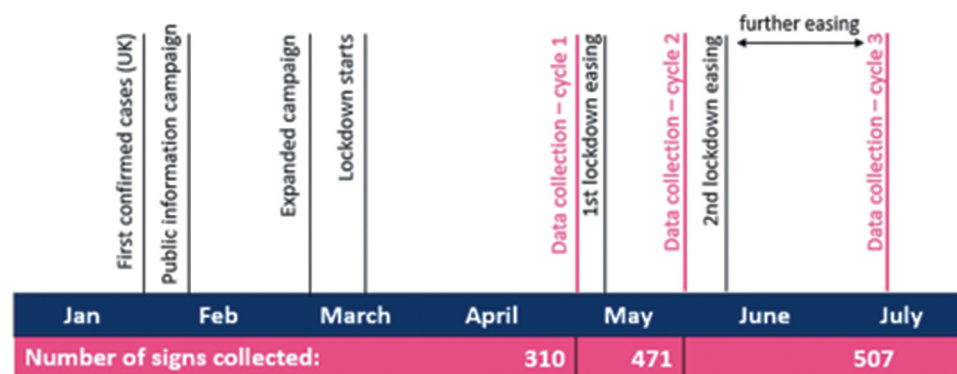 further easing
First confirmed cases (UK)
Public information campaign
Expanded campaign
Lockdown starts
Data collection – cycle 1
1st lockdown easing
Data collection – cycle 2
2nd lockdown easing
Data collection – cycle 3
Jan Feb March April May June July
Number of signs collected: 310 471 507